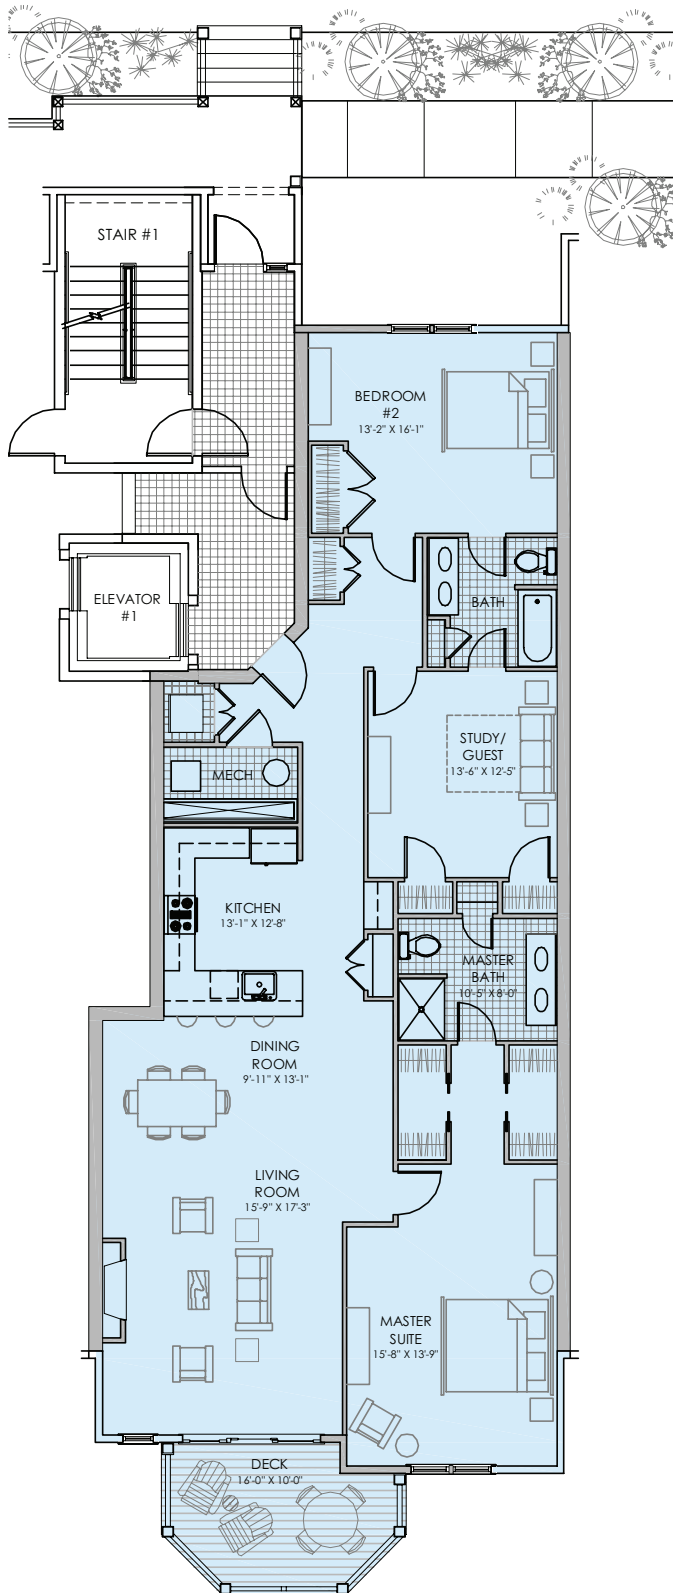 STAIR #1
BEDROOM
#2
13'-2" X 16'-1"
ELEVATOR
#1
BATH
STUDY/
GUEST
13'-6" X 12'-5"
MECH
KITCHEN
13'-1" X 12'-8"
MASTER
BATH
10'-5" X 8'-0"
DINING
ROOM
9'-11" X 13'-1"
LIVING
ROOM
15'-9" X 17'-3"
MASTER
SUITE
15'-8" X 13'-9"
DECK
16'-0" X 10'-0"